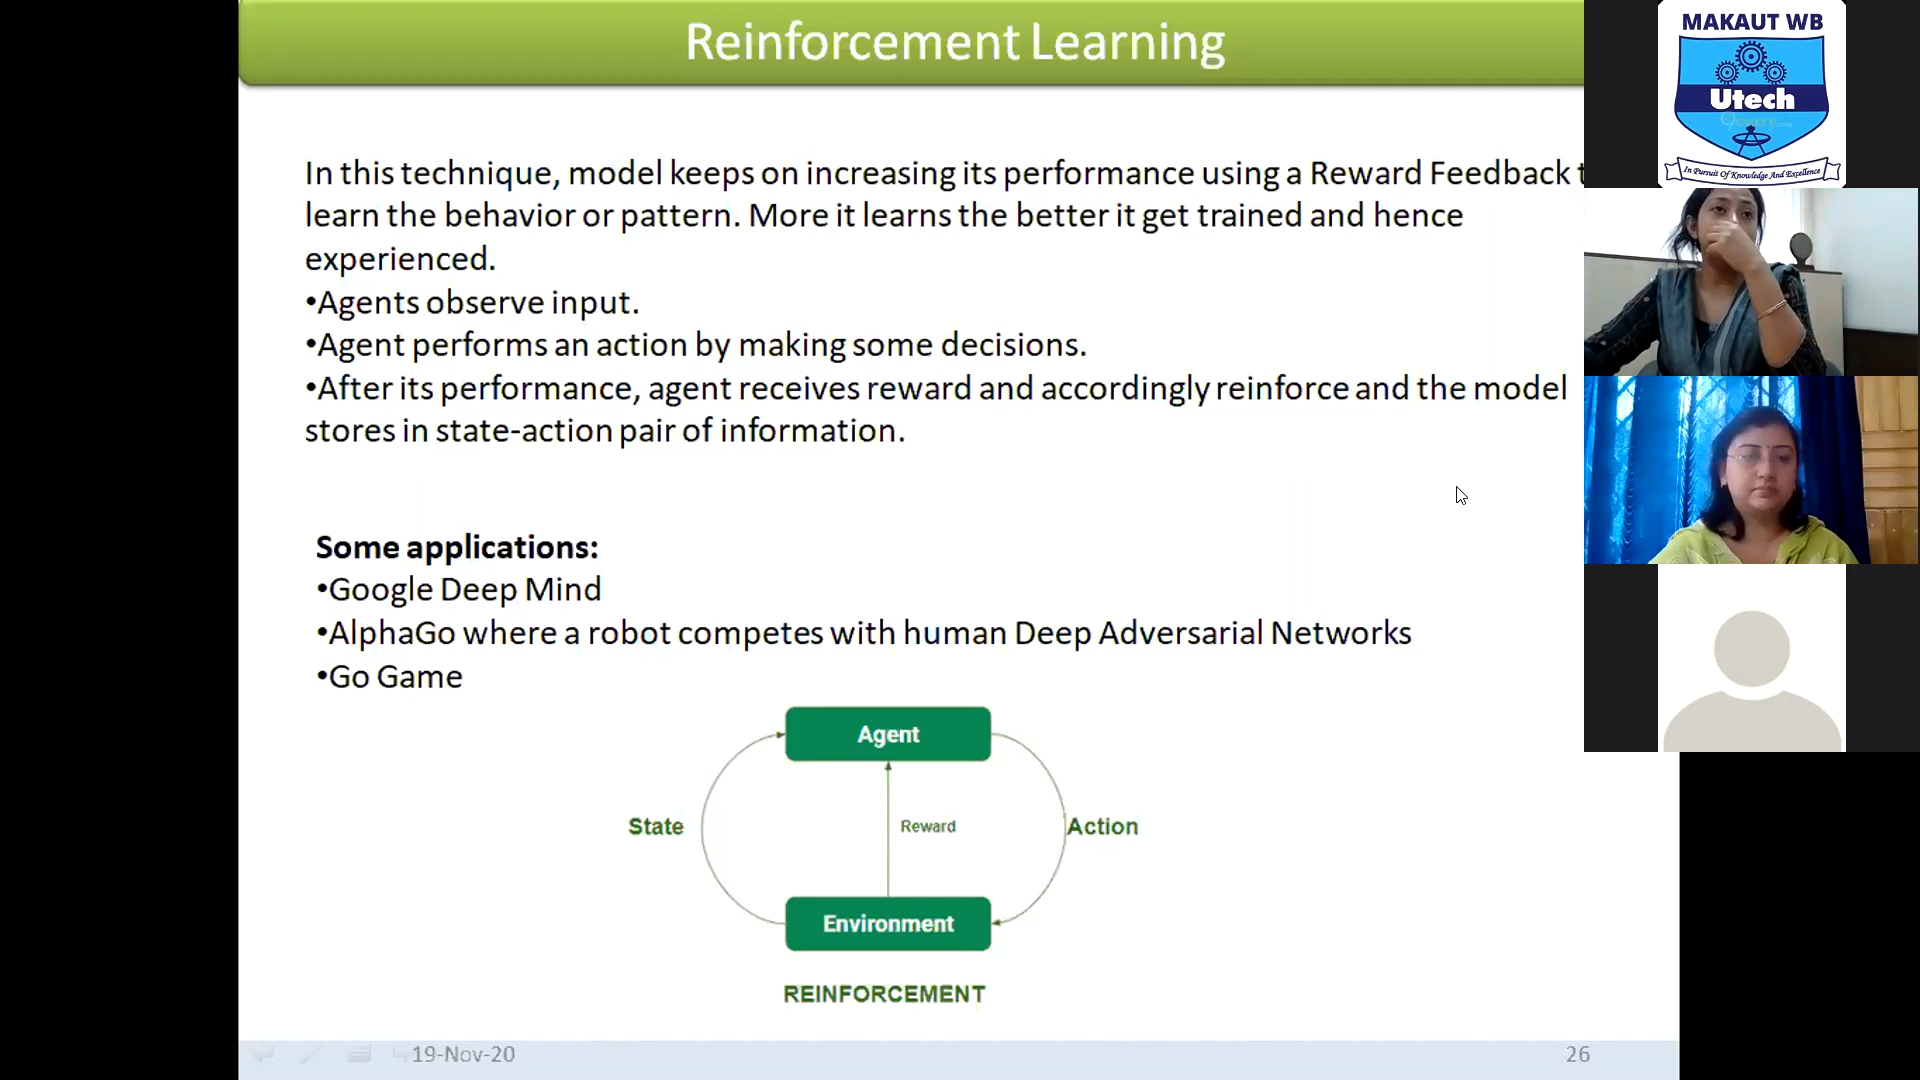 Reinforcement Learning
In this technique, model keeps on increasing its performance using a Reward Feedback
learn the behavior or pattern. More it learns the better it get trained and hence
experienced.
•Agents observe input.
•Agent performs an action by making some decisions.
•After its performance, agent receives reward and accordingly reinforce and the model
stores in state-action pair of information.
Some applications:
•Google Deep Mind
•AlphaGo where a robot competes with human Deep Adversarial Networks
•Go Game
Agent
State
Reward
Action
Environment
REINFORCEMENT
19-Nov-20
26
MAKAUT WB
Utech
In Pursuit Of Knowledge And Excellence